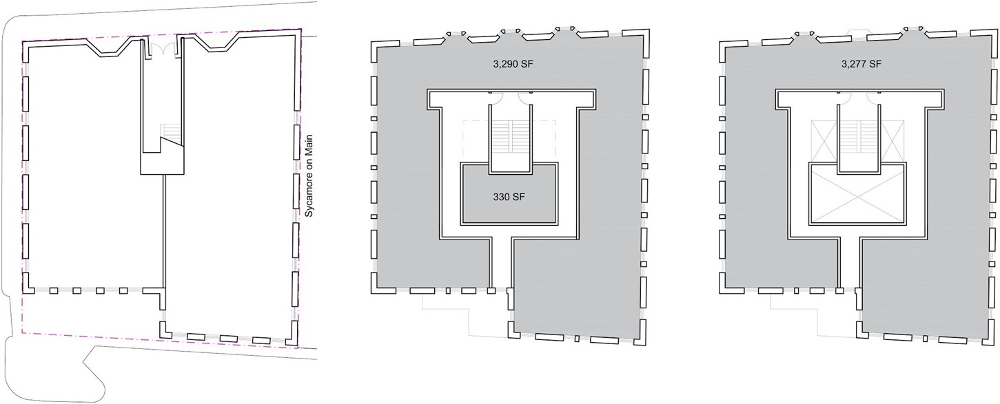 Sycamore on Main
3,290 SF
330 SF
3,277 SF